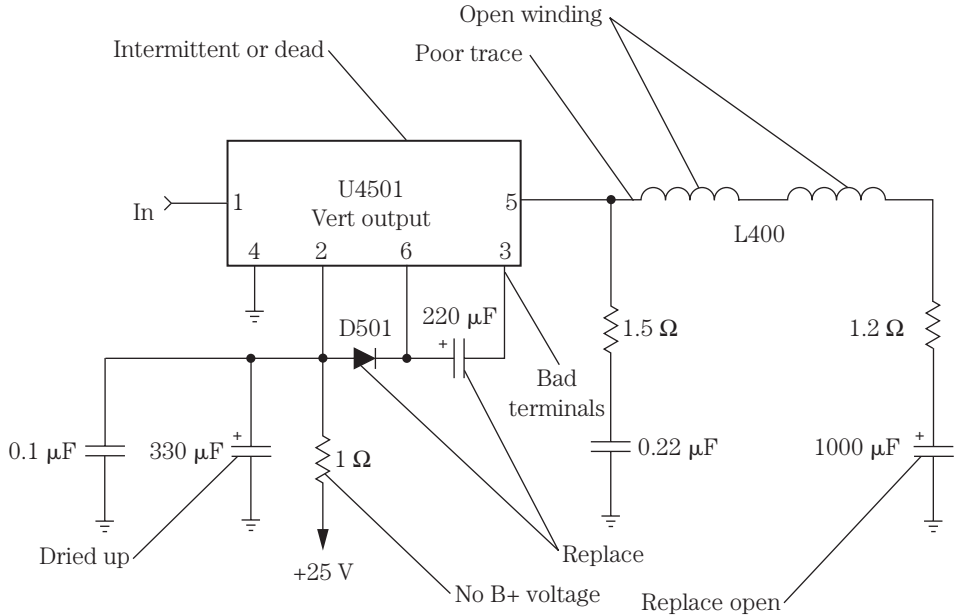 Open winding
Intermittent or dead
Poor trace
U4501
Vert output
In
1
5
4
2
6
3
L400
D501
220 μF
+
1.5 Ω
1.2 Ω
Bad
terminals
0.1 μF
330 μF
+
1 Ω
0.22 μF
1000 μF
+
Dried up
+25 V
Replace
No B+ voltage
Replace open